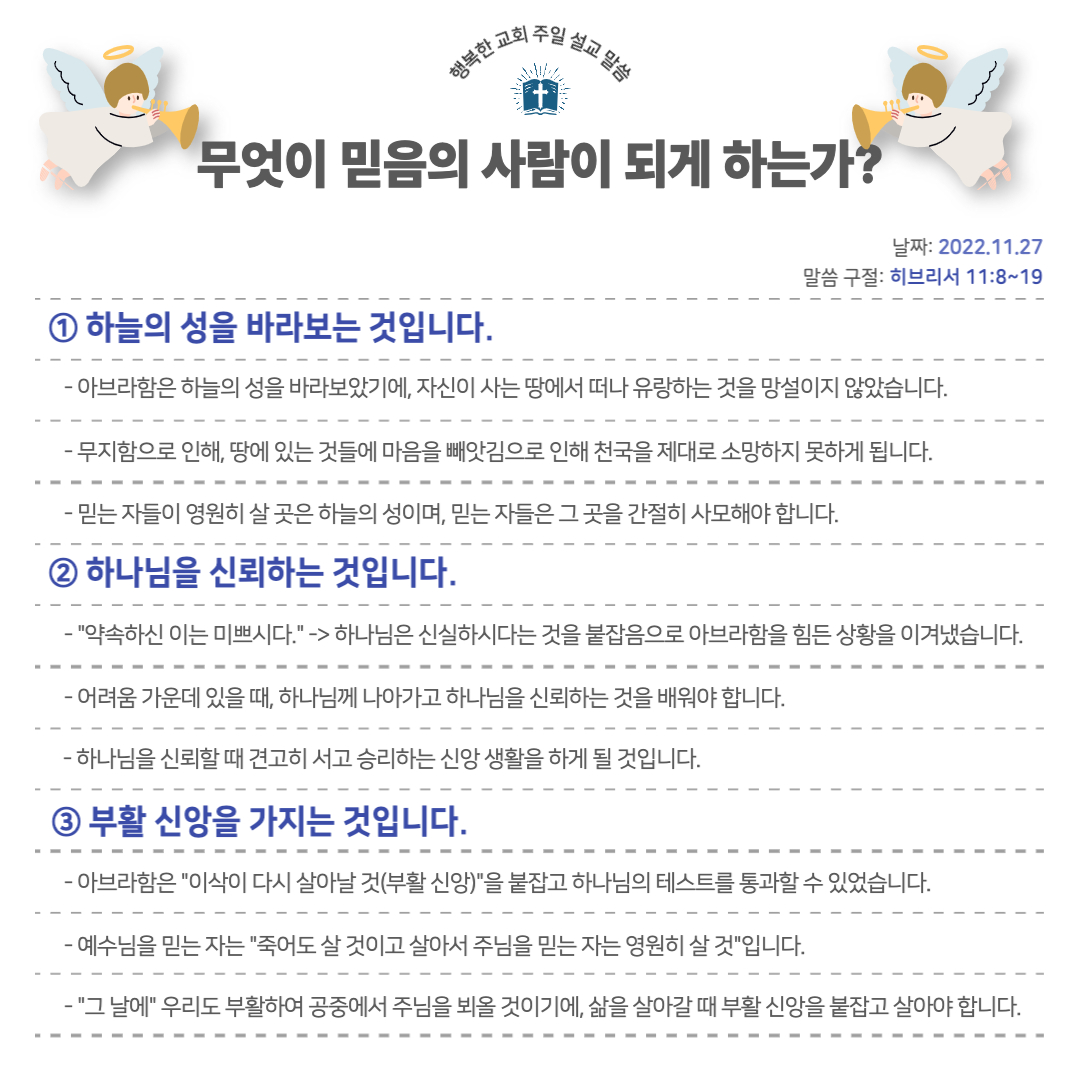 행복한 교회 주일 설교 말씀
무엇이 믿음의 사람이 되게 하는가?
날짜: 2022.11.27
말씀 구절: 히브리서 11:8~19
① 하늘의 성을 바라보는 것입니다.
- 아브라함은 하늘의 성을 바라보았기에, 자신이 사는 땅에서 떠나 유랑하는 것을 망설이지 않았습니다.
- 무지함으로 인해, 땅에 있는 것들에 마음을 빼앗김으로 인해 천국을 제대로 소망하지 못하게 됩니다.
- 믿는 자들이 영원히 살 곳은 하늘의 성이며, 믿는 자들은 그 곳을 간절히 사모해야 합니다.
② 하나님을 신뢰하는 것입니다.
- "약속하신 이는 미쁘시다." -> 하나님은 신실하시다는 것을 붙잡음으로 아브라함을 힘든 상황을 이겨냈습니다.
- 어려움 가운데 있을 때, 하나님께 나아가고 하나님을 신뢰하는 것을 배워야 합니다.
- 하나님을 신뢰할 때 견고히 서고 승리하는 신앙 생활을 하게 될 것입니다.
③ 부활 신앙을 가지는 것입니다.
- 아브라함은 "이삭이 다시 살아날 것(부활 신앙)"을 붙잡고 하나님의 테스트를 통과할 수 있었습니다.
- 예수님을 믿는 자는 "죽어도 살 것이고 살아서 주님을 믿는 자는 영원히 살 것"입니다.
- "그 날에" 우리도 부활하여 공중에서 주님을 뵈올 것이기에, 삶을 살아갈 때 부활 신앙을 붙잡고 살아야 합니다.